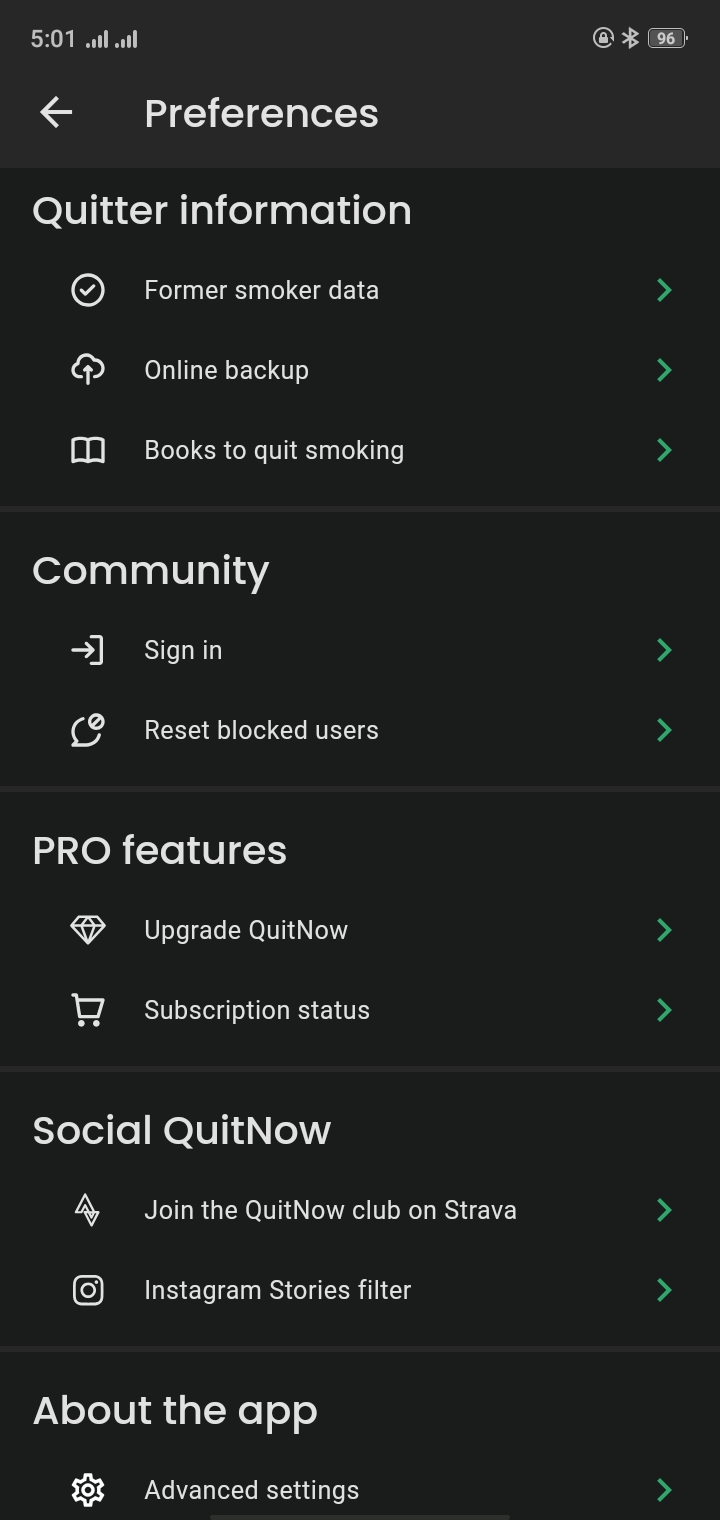 5:01
96
Preferences
Quitter information
Former smoker data
Online backup
Books to quit smoking
Community
Sign in
Reset blocked users
PRO features
Upgrade QuitNow
Subscription status
Social QuitNow
Join the QuitNow club on Strava
Instagram Stories filter
About the app
Advanced settings